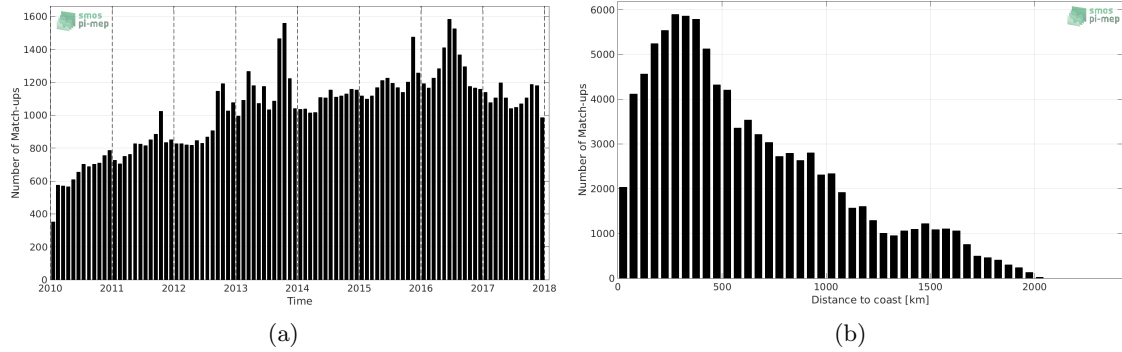 smos
pi-mep
1600
1400
1200
1000
800
600
400
200
0
Number of Match-ups
2010 2011 2012 2013 2014 2015 2016 2017 2018
Time
(a)
smos
pi-mep
6000
5000
4000
3000
2000
1000
0
Number of Match-ups
0 500 1000 1500 2000
Distance to coast [km]
(b)